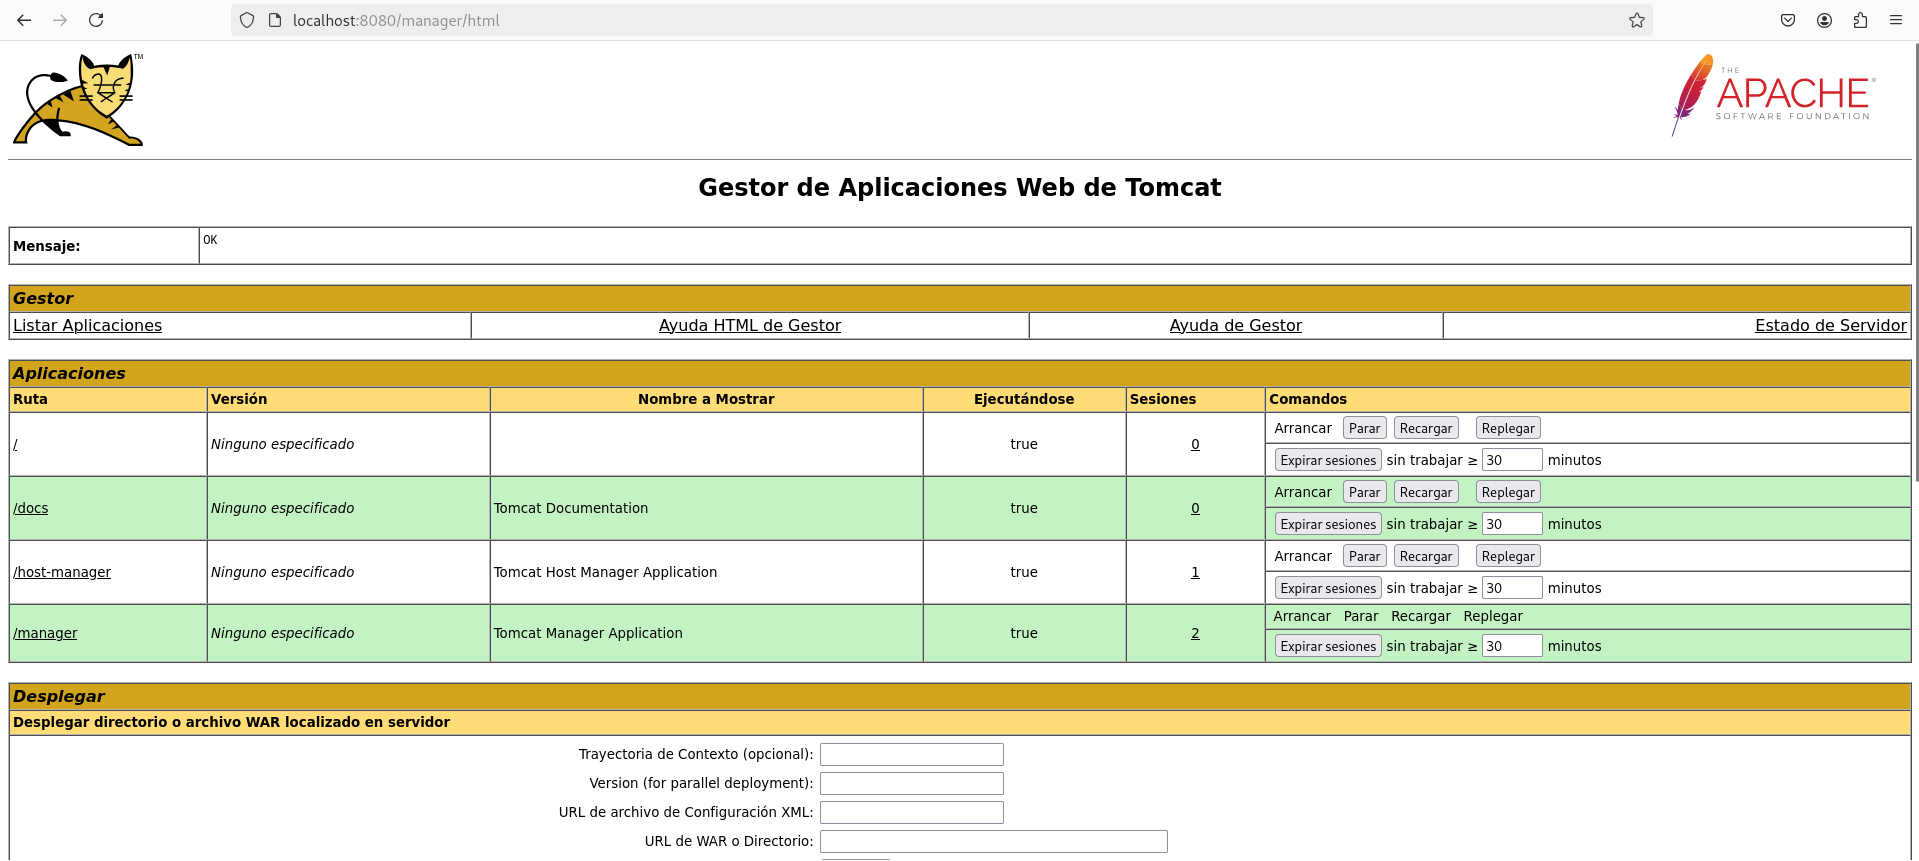 localhost:8080/manager/html
TM
THE
APACHE®
SOFTWARE FOUNDATION
Gestor de Aplicaciones Web de Tomcat
Mensaje: OK
Gestor
Listar Aplicaciones Ayuda HTML de Gestor Ayuda de Gestor Estado de Servidor
Aplicaciones
Ruta Versión Nombre a Mostrar Ejecutándose Sesiones Comandos
/ Ninguno especificado true 0 Arrancar Parar Recargar Replegar
Expirar sesiones sin trabajar ≥ 30 minutos
/docs Ninguno especificado Tomcat Documentation true 0 Arrancar Parar Recargar Replegar
Expirar sesiones sin trabajar ≥ 30 minutos
/host-manager Ninguno especificado Tomcat Host Manager Application true 1 Arrancar Parar Recargar Replegar
Expirar sesiones sin trabajar ≥ 30 minutos
/manager Ninguno especificado Tomcat Manager Application true 2 Arrancar Parar Recargar Replegar
Expirar sesiones sin trabajar ≥ 30 minutos
Desplegar
Desplegar directorio o archivo WAR localizado en servidor
Trayectoria de Contexto (opcional):
Version (for parallel deployment):
URL de archivo de Configuración XML:
URL de WAR o Directorio: